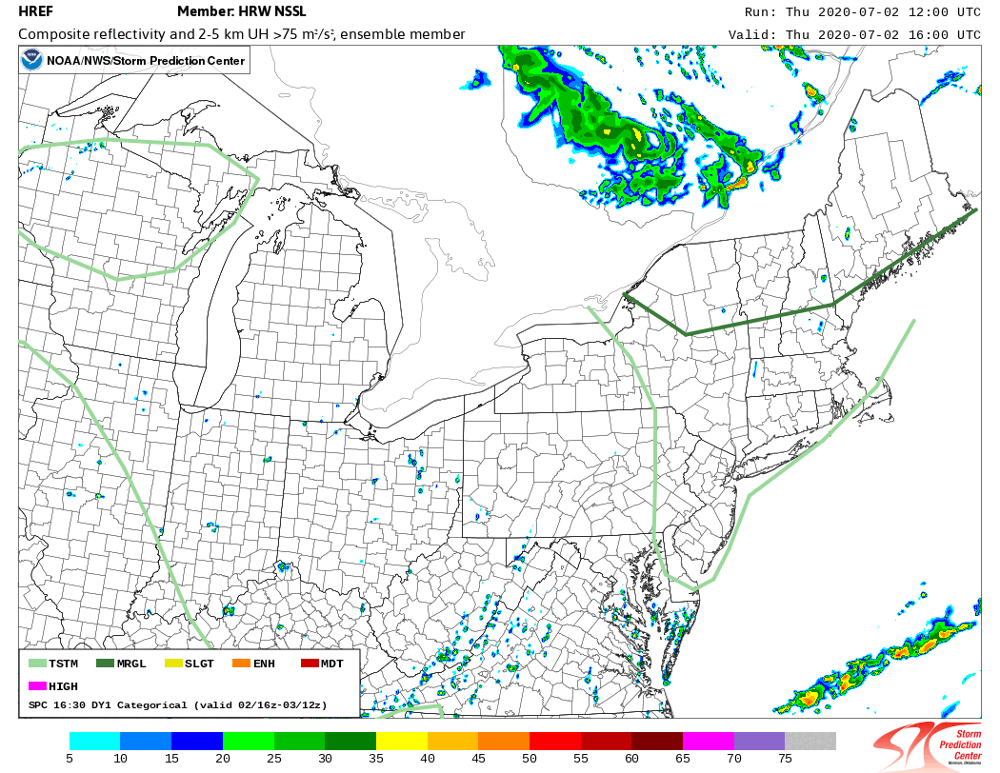 HREF Member: HRW NSSL Run: Thu 2020-07-02 12:00 UTC
Composite reflectivity and 2-5 km UH >75 m²/s², ensemble member Valid: Thu 2020-07-02 16:00 UTC
NOAA/NWS/Storm Prediction Center
TSTM MRGL SLGT ENH MDT
HIGH
SPC 16:30 DY1 Categorical (valid 02/16z-03/12z)
5 10 15 20 25 30 35 40 45 50 55 60 65 70 75
Storm
Prediction
Center
Norman, Oklahoma